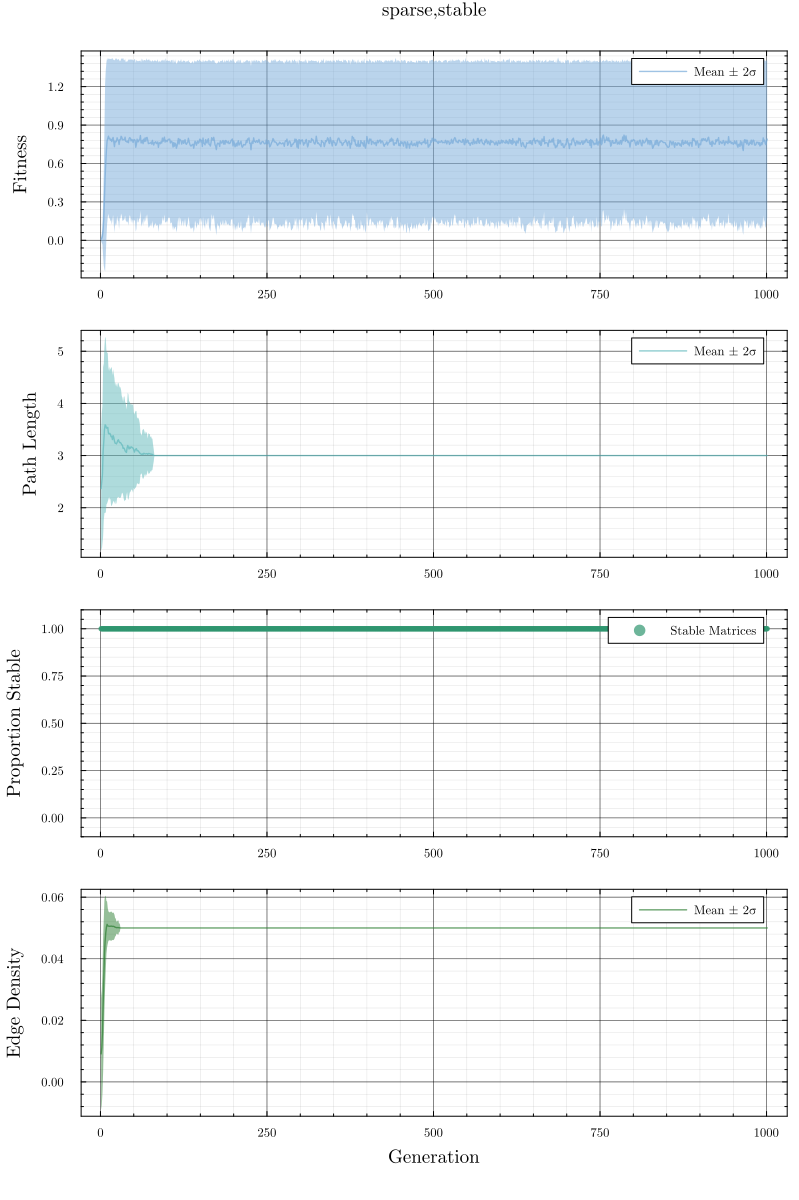 sparse,stable
Mean ± 2σ
Fitness
1.2
0.9
0.6
0.3
0.0
0 250 500 750 1000
Mean ± 2σ
Path Length
5
4
3
2
0 250 500 750 1000
Stable Matrices
Proportion Stable
1.00
0.75
0.50
0.25
0.00
0 250 500 750 1000
Mean ± 2σ
Edge Density
0.06
0.04
0.02
0.00
0 250 500 750 1000
Generation